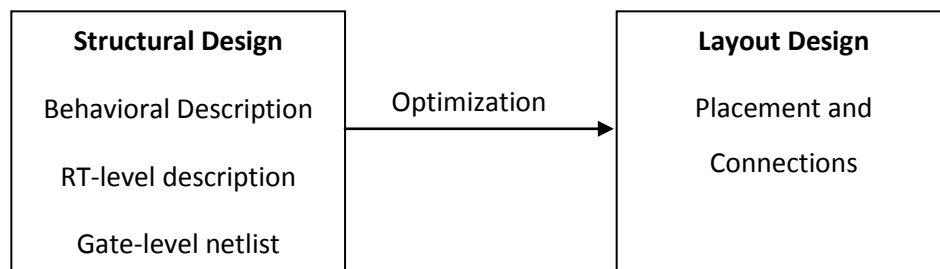 Structural Design
Behavioral Description
RT-level description
Gate-level netlist
Optimization
Layout Design
Placement and
Connections